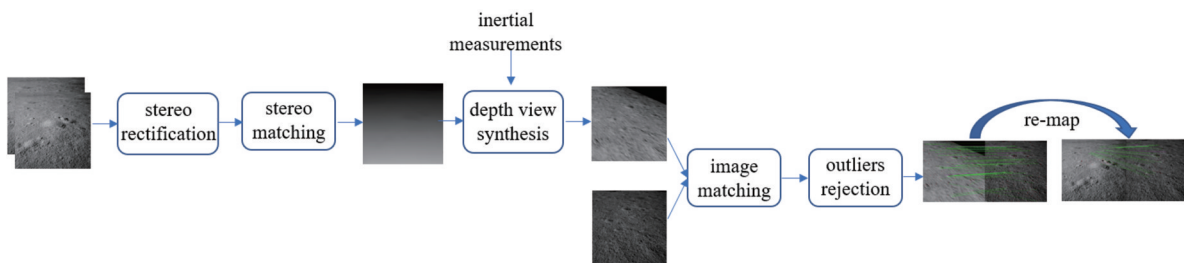 inertial
measurements
stereo
rectification
stereo
matching
depth view
synthesis
image
matching
outliers
rejection
re-map